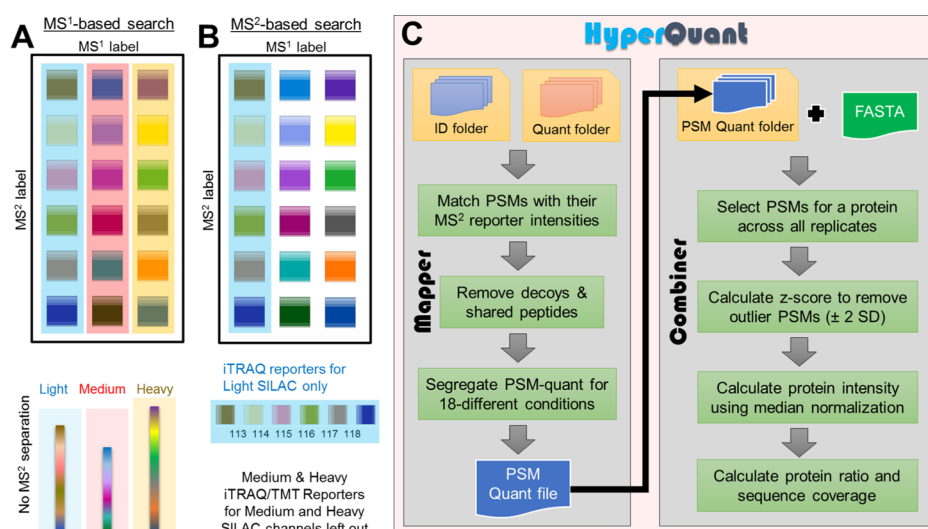 A
MS¹-based search
MS¹ label
MS² label
B
MS²-based search
MS¹ label
MS² label
Light
Medium
Heavy
No MS² separation
iTRAQ reporters for
Light SILAC only
113 114 115 116 117 118
Medium & Heavy
iTRAQ/TMT Reporters
for Medium and Heavy
SILAC channels left out
C
HyperQuant
ID folder
Quant folder
Match PSMs with their
MS² reporter intensities
Remove decoys &
shared peptides
Segregate PSM-quant for
18-different conditions
PSM
Quant file
Mapper
PSM Quant folder
FASTA
Select PSMs for a protein
across all replicates
Calculate z-score to remove
outlier PSMs (± 2 SD)
Calculate protein intensity
using median normalization
Calculate protein ratio and
sequence coverage
Combiner